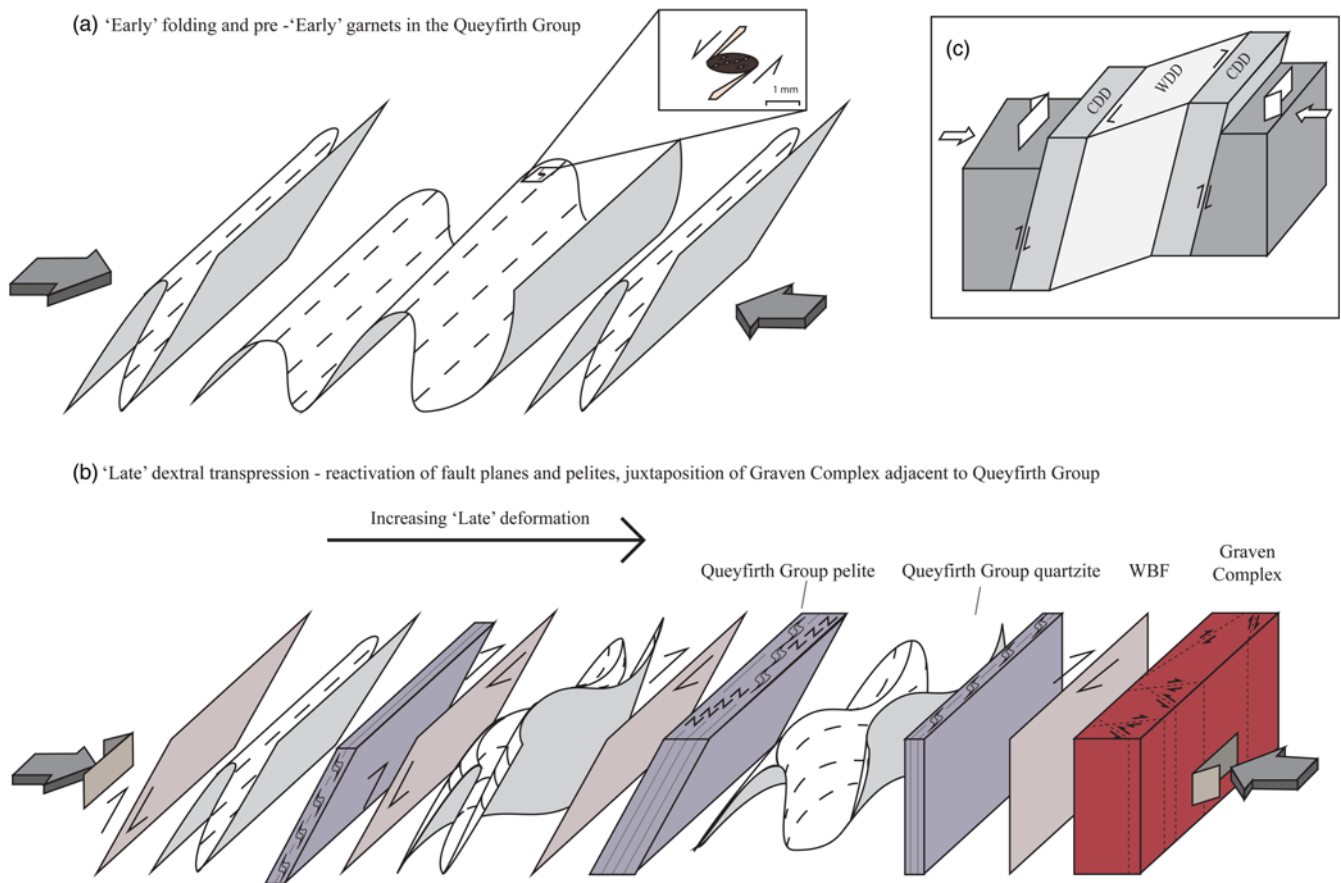 (a) ‘Early’ folding and pre -‘Early’ garnets in the Queyfirth Group
1 mm
(c)
CDD
WDD
CDD
(b) ‘Late’ dextral transpression - reactivation of fault planes and pelites, juxtaposition of Graven Complex adjacent to Queyfirth Group
Increasing ‘Late’ deformation
Queyfirth Group pelite
Queyfirth Group quartzite
WBF
Graven
Complex